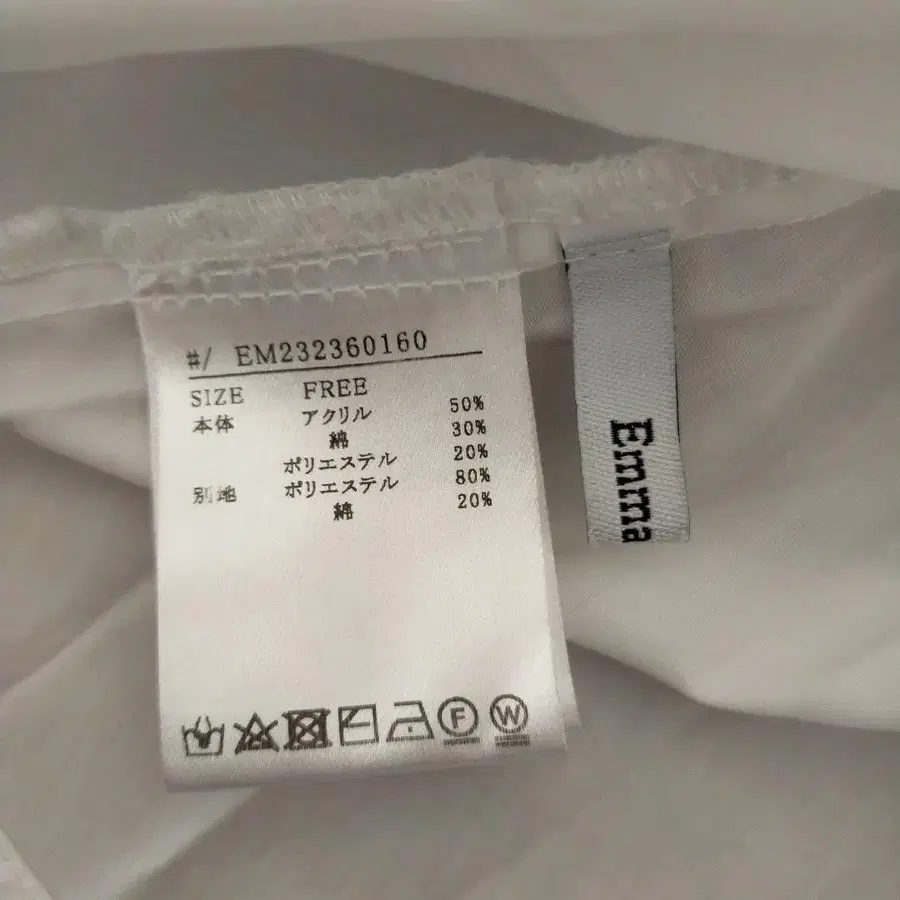 #/ EM232360160
SIZE FREE
本体 アクリル 50%
綿 30%
ポリエステル 20%
別地 ポリエステル 80%
綿 20%
F W
Emma